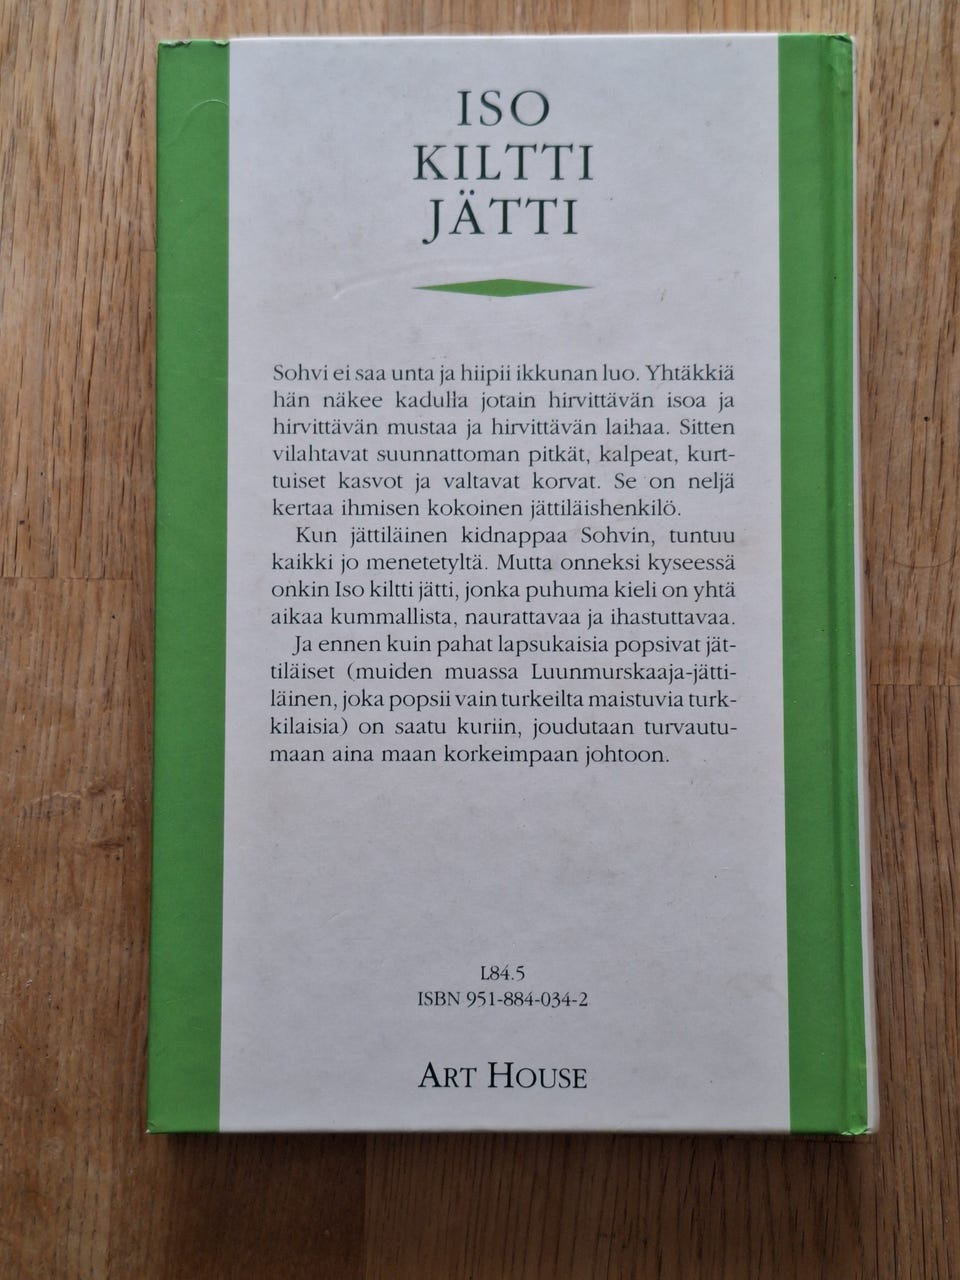 ISO
KILTTI
JÄTTI
Sohvi ei saa unta ja hiipii ikkunan luo. Yhtäkkiä
hän näkee kadulla jotain hirvittävän isoa ja
hirvittävän mustaa ja hirvittävän laihaa. Sitten
vilahtavat suunnattoman pitkät, kalpeat, kurt-
tuiset kasvot ja valtavat korvat. Se on neljä
kertaa ihmisen kokoinen jättiläishenkilö.
Kun jättiläinen kidnappaa Sohvin, tuntuu
kaikki jo menetetyltä. Mutta onneksi kyseessä
onkin Iso kiltti jätti, jonka puhuma kieli on yhtä
aikaa kummallista, naurattavaa ja ihastuttavaa.
Ja ennen kuin pahat lapsukaisia popsivat jät-
tiläiset (muiden muassa Luunmurskaaja-jätti-
läinen, joka popsii vain turkeilta maistuvia turk-
kilaisia) on saatu kuriin, joudutaan turvautu-
maan aina maan korkeimpaan johtoon.
L84.5
ISBN 951-884-034-2
ART HOUSE